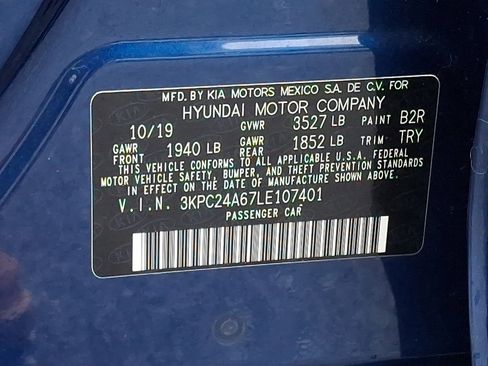 MFD. BY KIA MOTORS MEXICO S.A. DE C.V. FOR
HYUNDAI MOTOR COMPANY
10/19 GVWR 3527 LB PAINT B2R
GAWR FRONT 1940 LB GAWR REAR 1852 LB TRIM TRY
THIS VEHICLE CONFORMS TO ALL APPLICABLE U.S.A. FEDERAL
MOTOR VEHICLE SAFETY, BUMPER, AND THEFT PREVENTION STANDARDS
IN EFFECT ON THE DATE OF MANUFACTURE SHOWN ABOVE.
V.I.N. 3KPC24A67LE107401
PASSENGER CAR